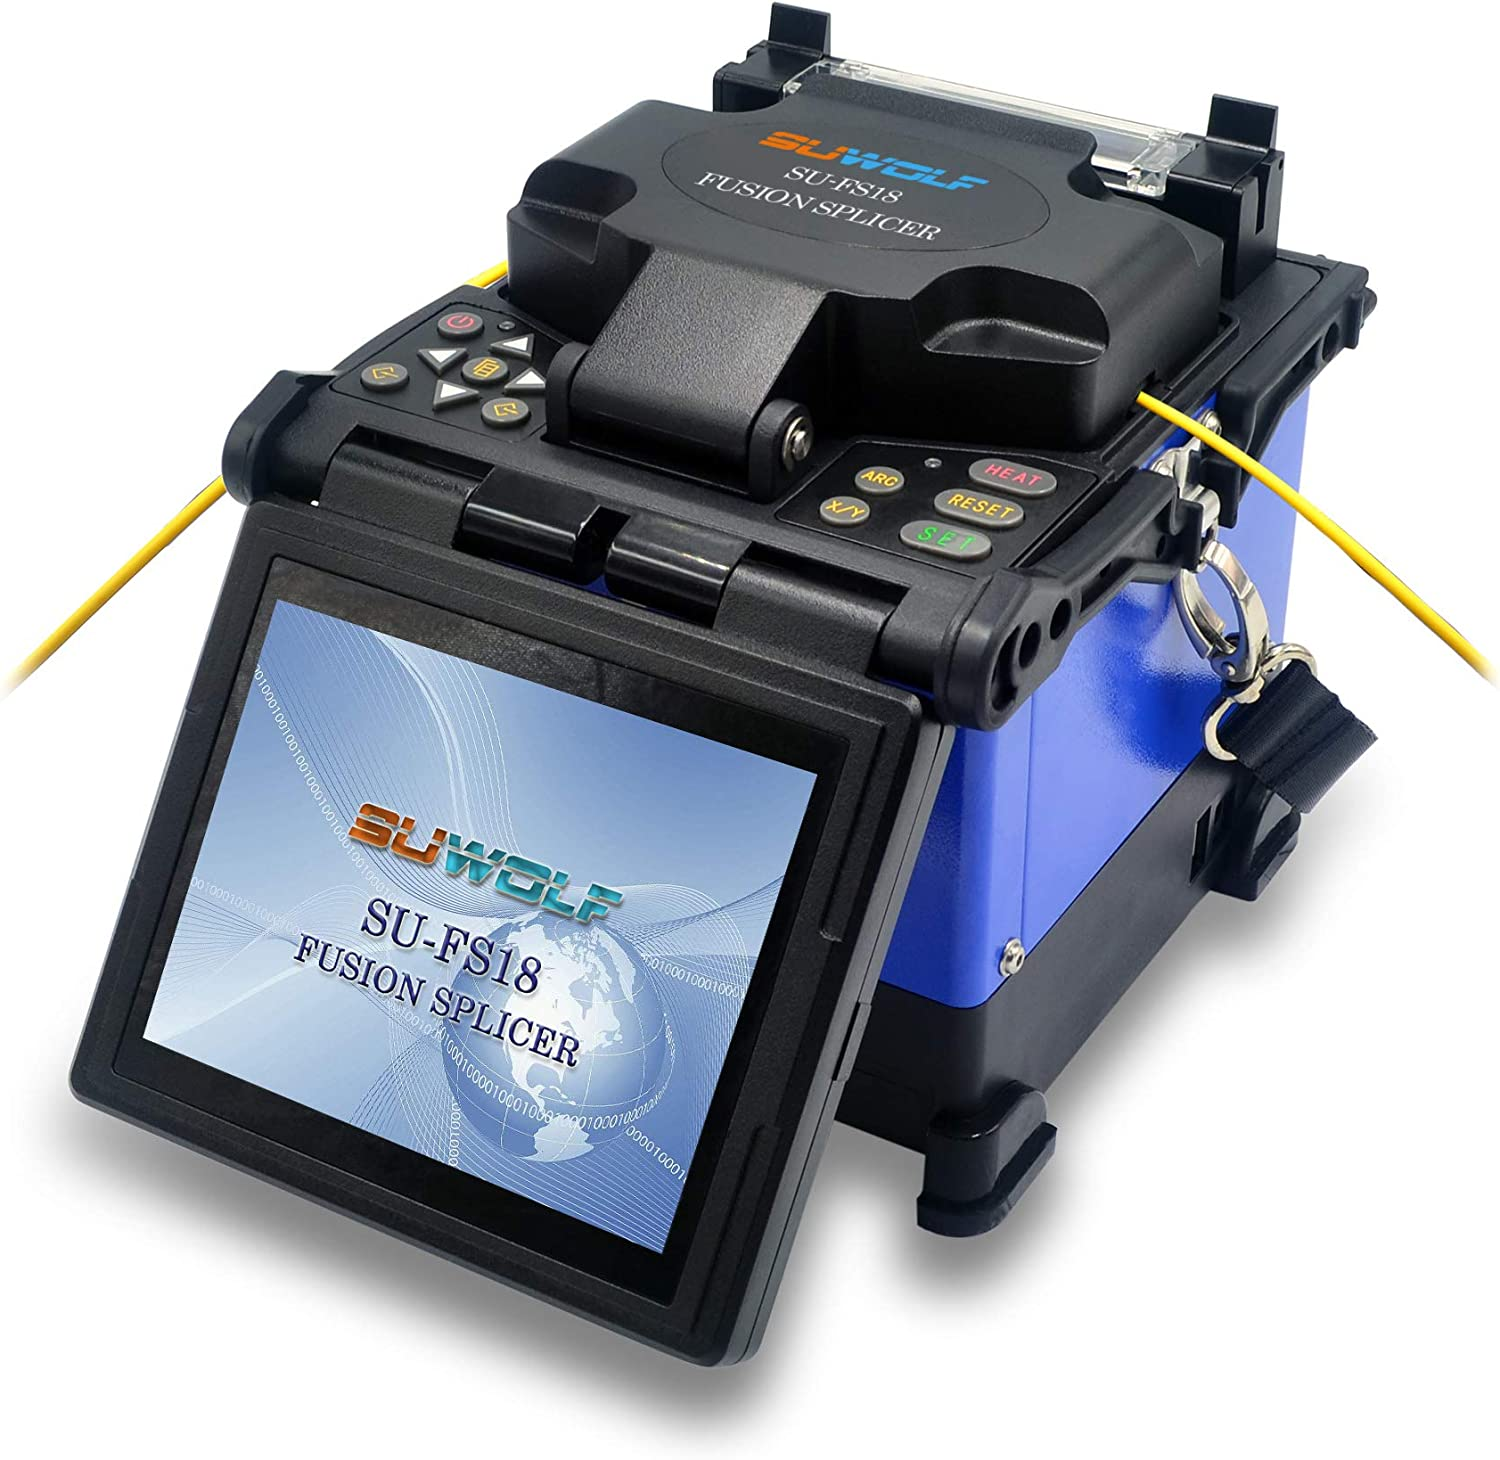 SUWOLF
SU-FS18
FUSION SPLICER
ARC
HEAT
X/Y
RESET
SET
SUWOLF
SU-FS18
FUSION SPLICER